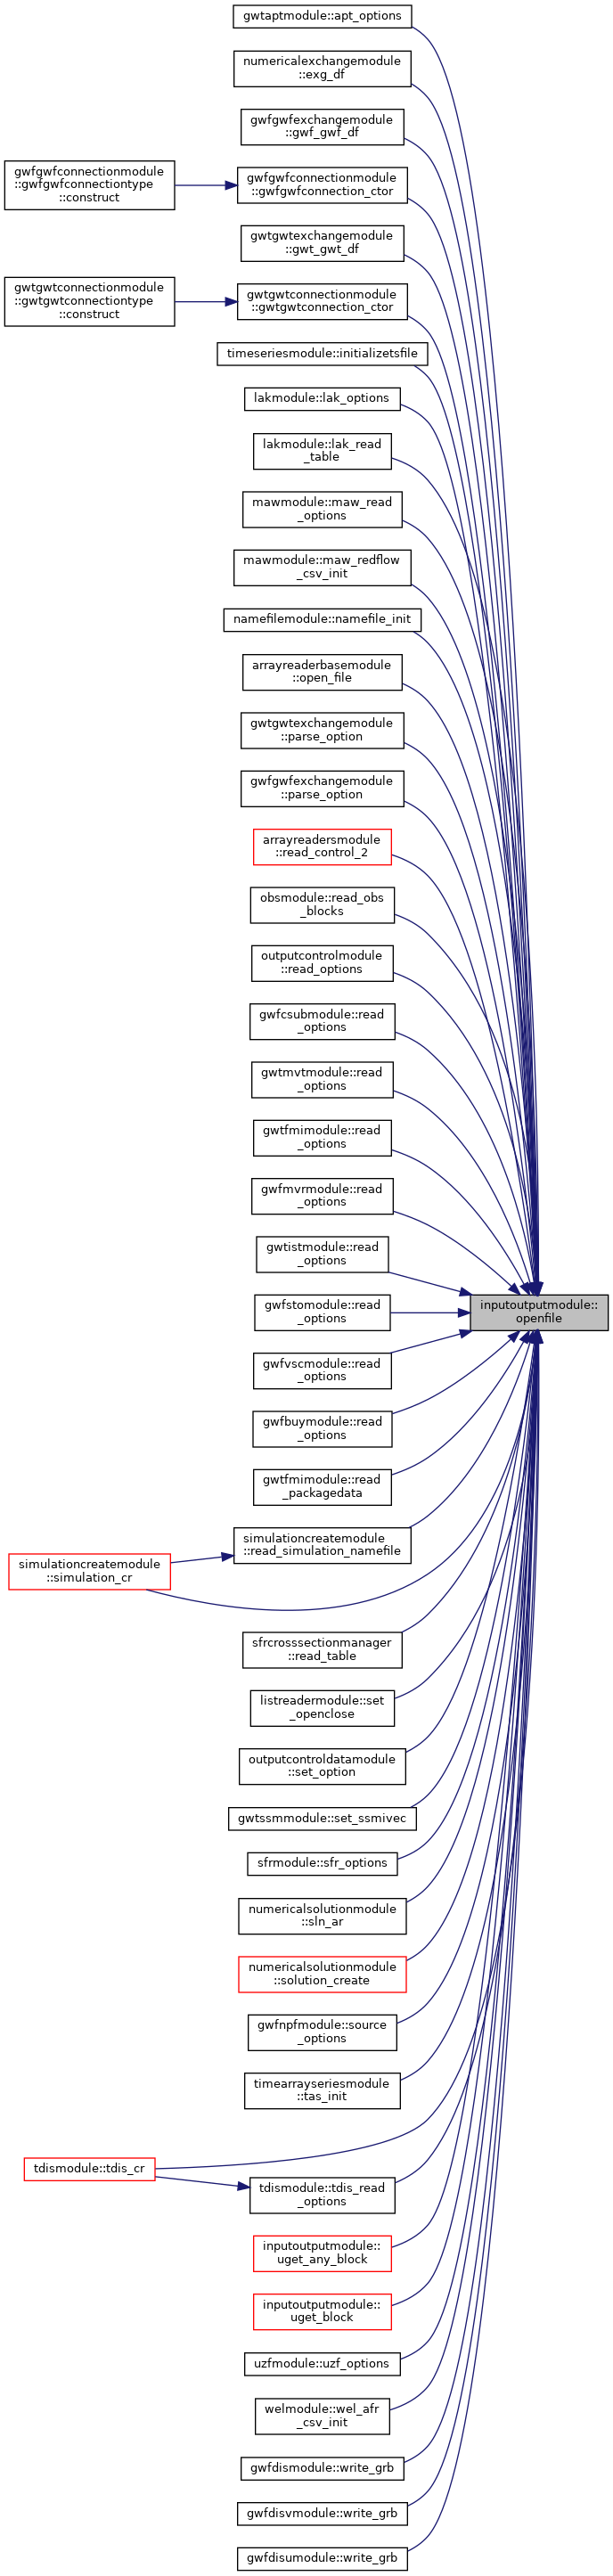 gwtaptmodule::apt_options
numericalexchangemodule
::exg_df
gwfgwfexchangemodule
::gwf_gwf_df
gwfgwfconnectionmodule
::gwfgwfconnectiontype
::construct
gwfgwfconnectionmodule
::gwfgwfconnection_ctor
gwtgwtexchangemodule
::gwt_gwt_df
gwtgwtconnectionmodule
::gwtgwtconnectiontype
::construct
gwtgwtconnectionmodule
::gwtgwtconnection_ctor
timeseriesmodule::initializetsfile
lakmodule::lak_options
lakmodule::lak_read
_table
mawmodule::maw_read
_options
mawmodule::maw_redflow
_csv_init
namefilemodule::namefile_init
arrayreaderbasemodule
::open_file
gwtgwtexchangemodule
::parse_option
gwfgwfexchangemodule
::parse_option
arrayreadersmodule
::read_control_2
obsmodule::read_obs
_blocks
outputcontrolmodule
::read_options
gwfcsubmodule::read
_options
gwtmvtmodule::read
_options
gwtfmimodule::read
_options
gwfmvrmodule::read
_options
gwtistmodule::read
_options
inputoutputmodule::
openfile
gwfstomodule::read
_options
gwfvscmodule::read
_options
gwfbuymodule::read
_options
gwtfmimodule::read
_packagedata
simulationcreatemodule
::read_simulation_namefile
simulationcreatemodule
::simulation_cr
sfrcrosssectionmanager
::read_table
listreadermodule::set
_openclose
outputcontroldatamodule
::set_option
gwtssmmodule::set_ssmivec
sfrmodule::sfr_options
numericalsolutionmodule
::sln_ar
numericalsolutionmodule
::solution_create
gwfnpfmodule::source
_options
timearrayseriesmodule
::tas_init
tdismodule::tdis_cr
tdismodule::tdis_read
_options
inputoutputmodule::
uget_any_block
inputoutputmodule::
uget_block
uzfmodule::uzf_options
welmodule::wel_afr
_csv_init
gwfdismodule::write_grb
gwfdisvmodule::write_grb
gwfdisumodule::write_grb